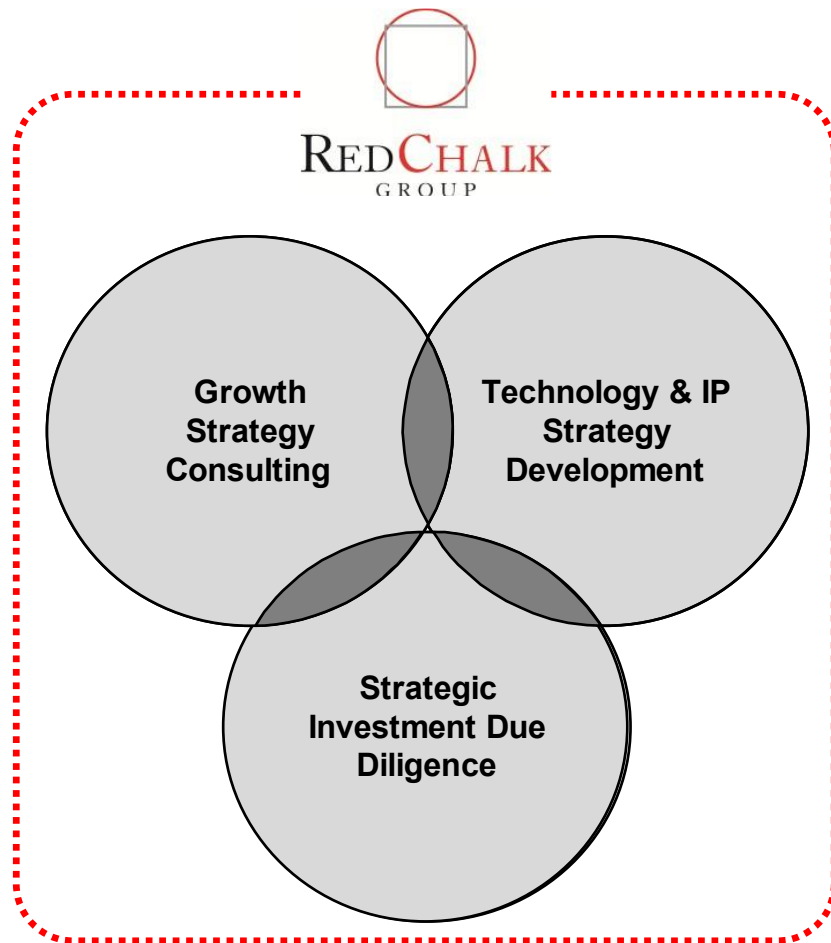 REDCHALK
GROUP
Growth
Strategy
Consulting
Technology & IP
Strategy
Development
Strategic
Investment Due
Diligence